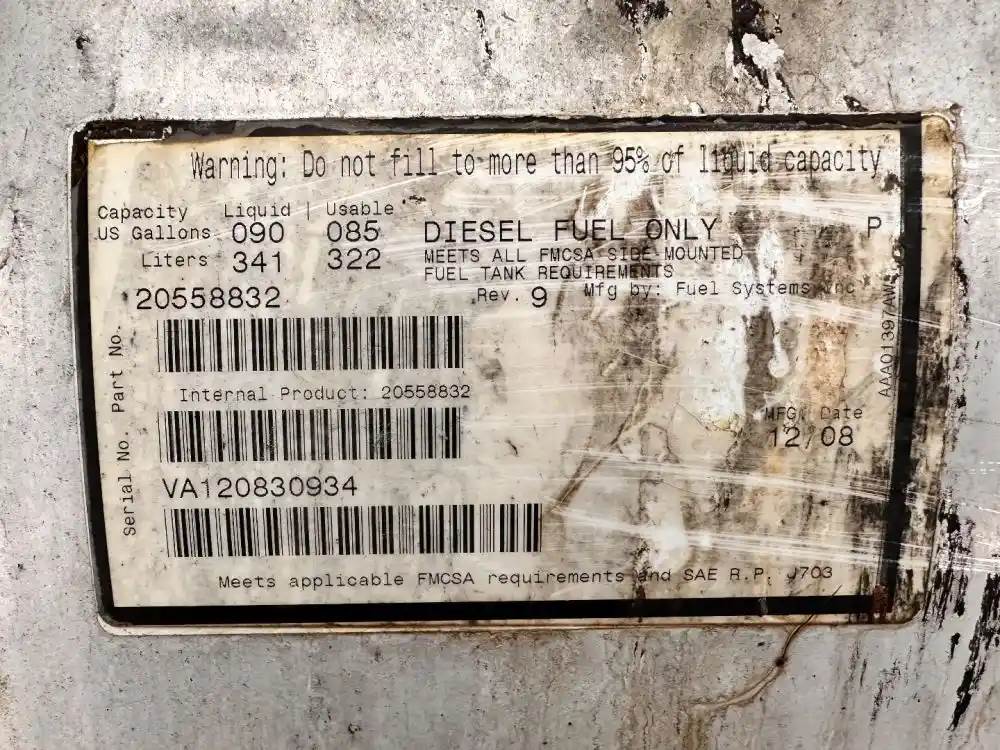 Warning: Do not fill to more than 95% of liquid capacity
Capacity Liquid | Usable
US Gallons 090 085
Liters 341 322
DIESEL FUEL ONLY P
MEETS ALL FMCSA SIDE MOUNTED
FUEL TANK REQUIREMENTS
Rev. 9 Mfg by: Fuel Systems Inc
20558832
Part No.
Internal Product: 20558832
Serial No.
VA120830934
MFG. Date
12/08
AAA01397AWL
Meets applicable FMCSA requirements and SAE R.P. J703